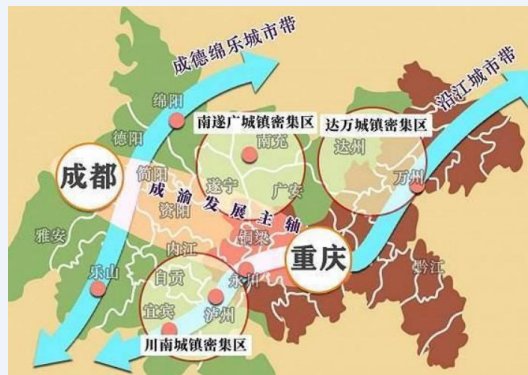 成德绵乐城市带
沿江城市带
绵阳
南遂广城镇密集区
达万城镇密集区
德阳
南充
达州
成都
简阳
遂宁
广安
万州
成渝发展主轴
资阳
雅安
铜梁
内江
重庆
黔江
乐山
自贡
永川
宜宾
泸州
川南城镇密集区